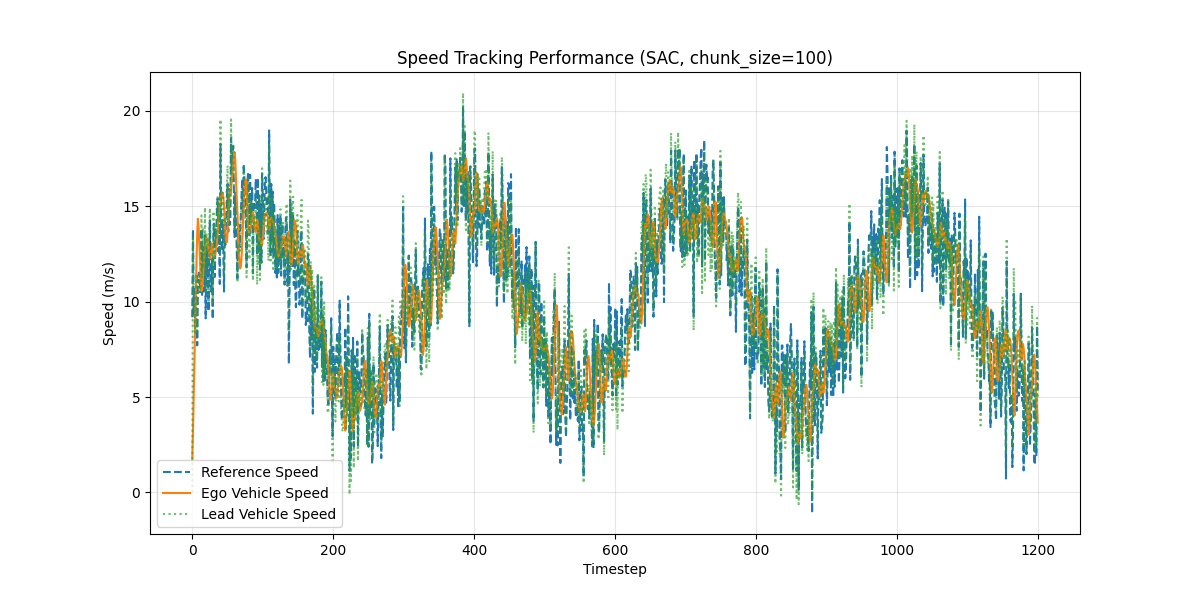 Speed Tracking Performance (SAC, chunk_size=100)
Speed (m/s)
20
15
10
5
0
Reference Speed
Ego Vehicle Speed
Lead Vehicle Speed
0 200 400 600 800 1000 1200
Timestep